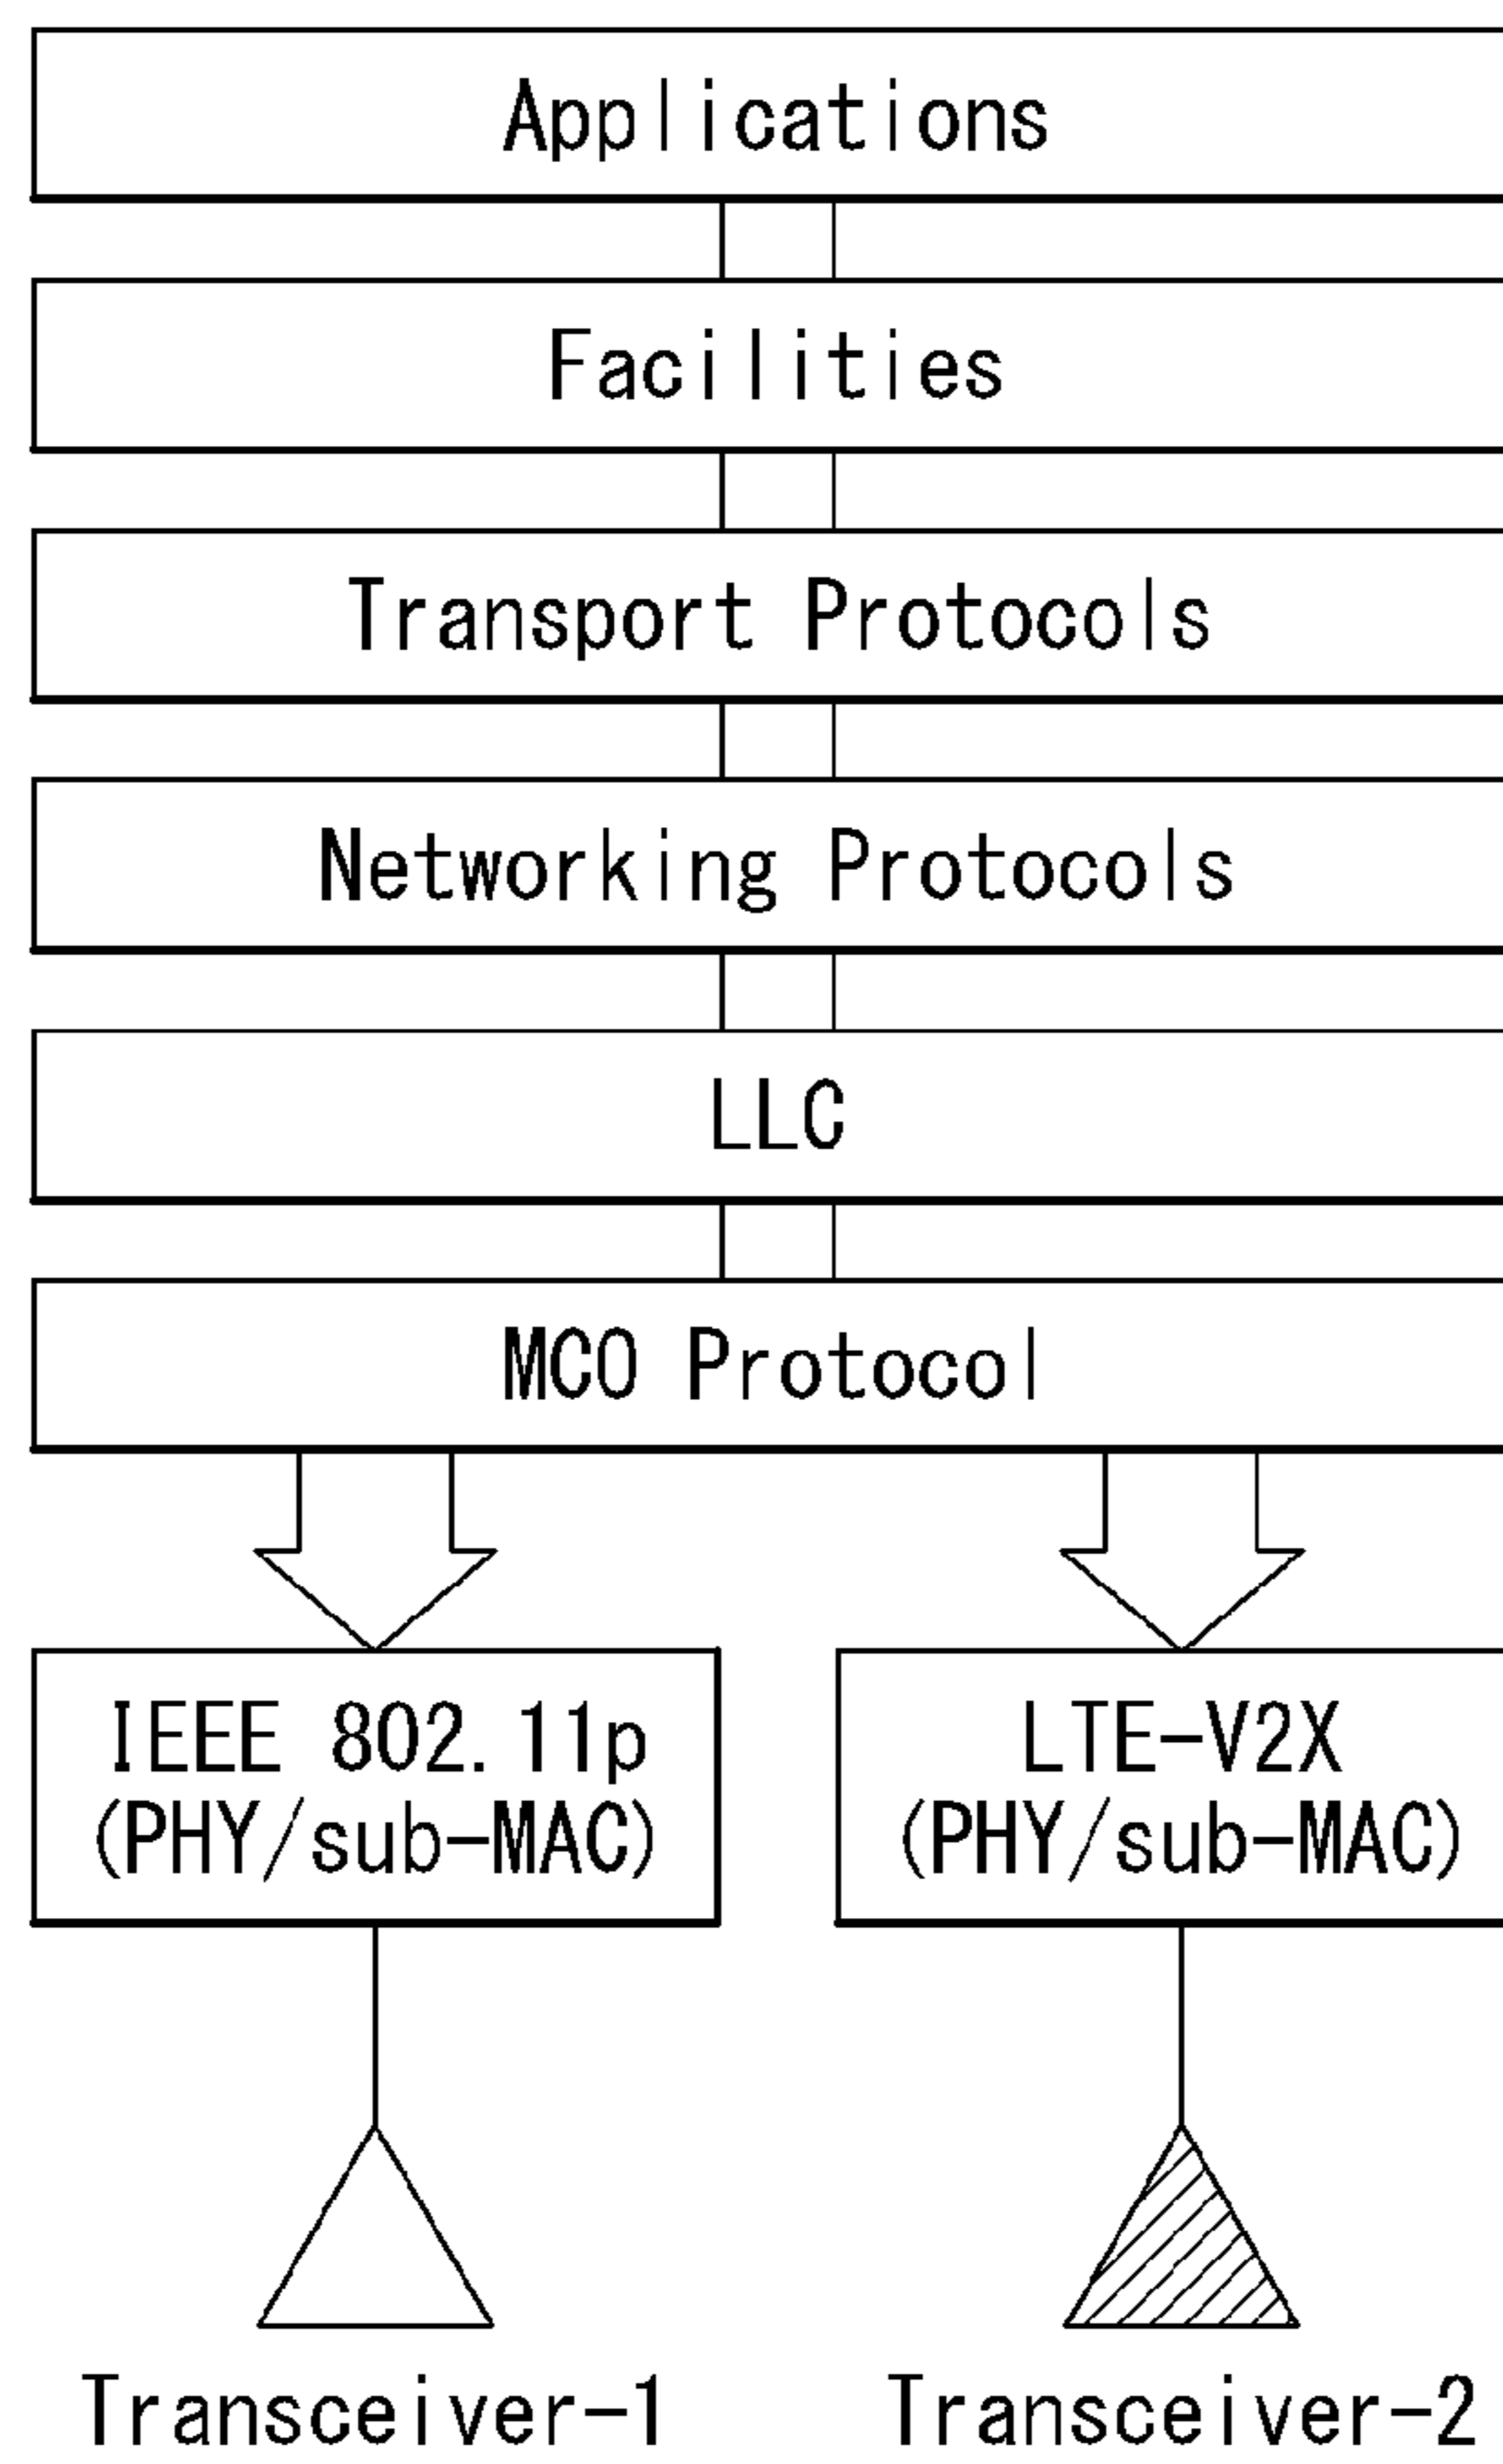 Applications
Facilities
Transport Protocols
Networking Protocols
LLC
MCO Protocol
IEEE 802.11p
(PHY/sub-MAC)
LTE-V2X
(PHY/sub-MAC)
Transceiver-1
Transceiver-2